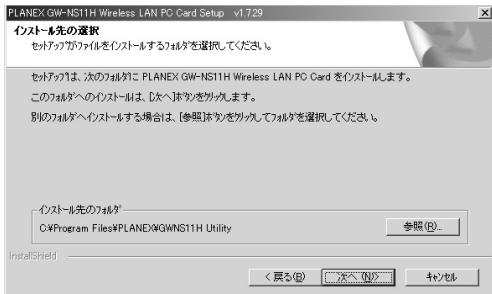 PLANEX GW-NS11H Wireless LAN PC Card Setup v1.7.29
インストール先の選択
セットアップがファイルをインストールするフォルダを選択してください。
セットアップは、次のフォルダに PLANEX GW-NS11H Wireless LAN PC Card をインストールします。
このフォルダへのインストールは、[次へ]ボタンをクリックします。
別のフォルダへインストールする場合は、[参照]ボタンをクリックしてフォルダを選択してください。
インストール先のフォルダ
C:¥Program Files¥PLANEX¥GWNS11H Utility
参照(R)...
InstallShield
< 戻る(B)
次へ (N)>
キャンセル